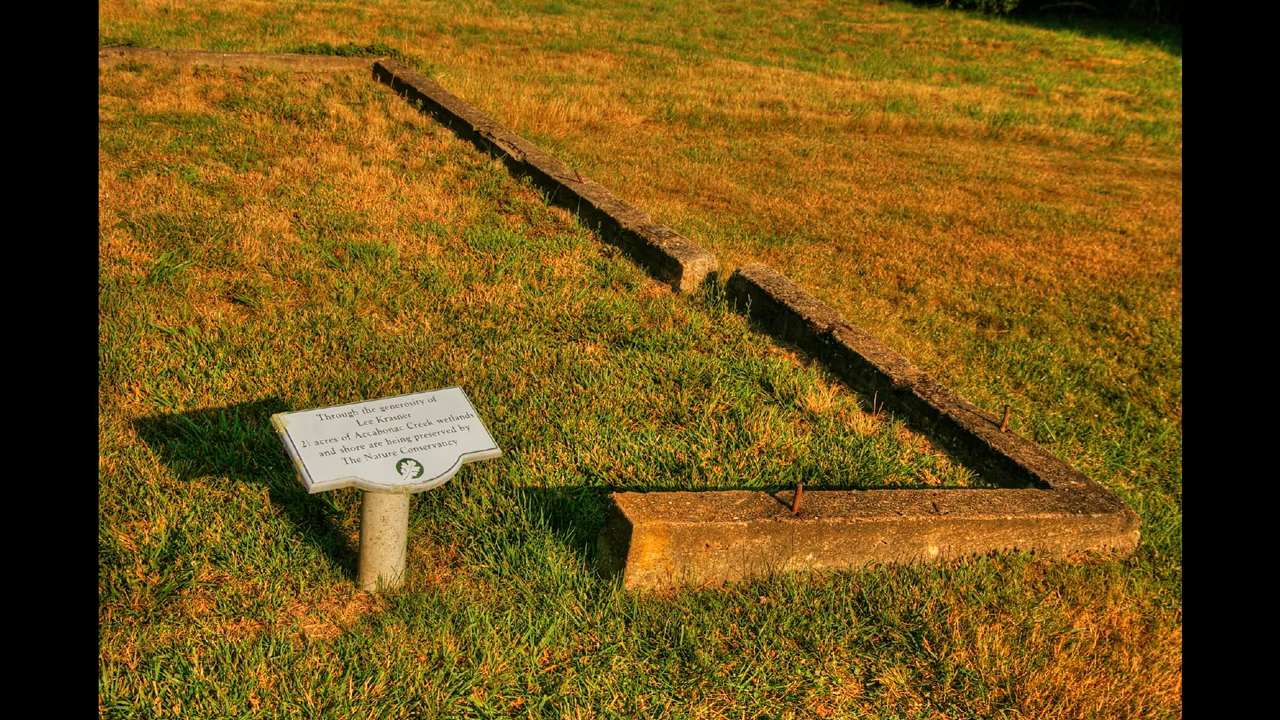 Through the generosity of
Lee Krasner
2½ acres of Accabonac Creek wetlands
and shore are being preserved by
The Nature Conservancy